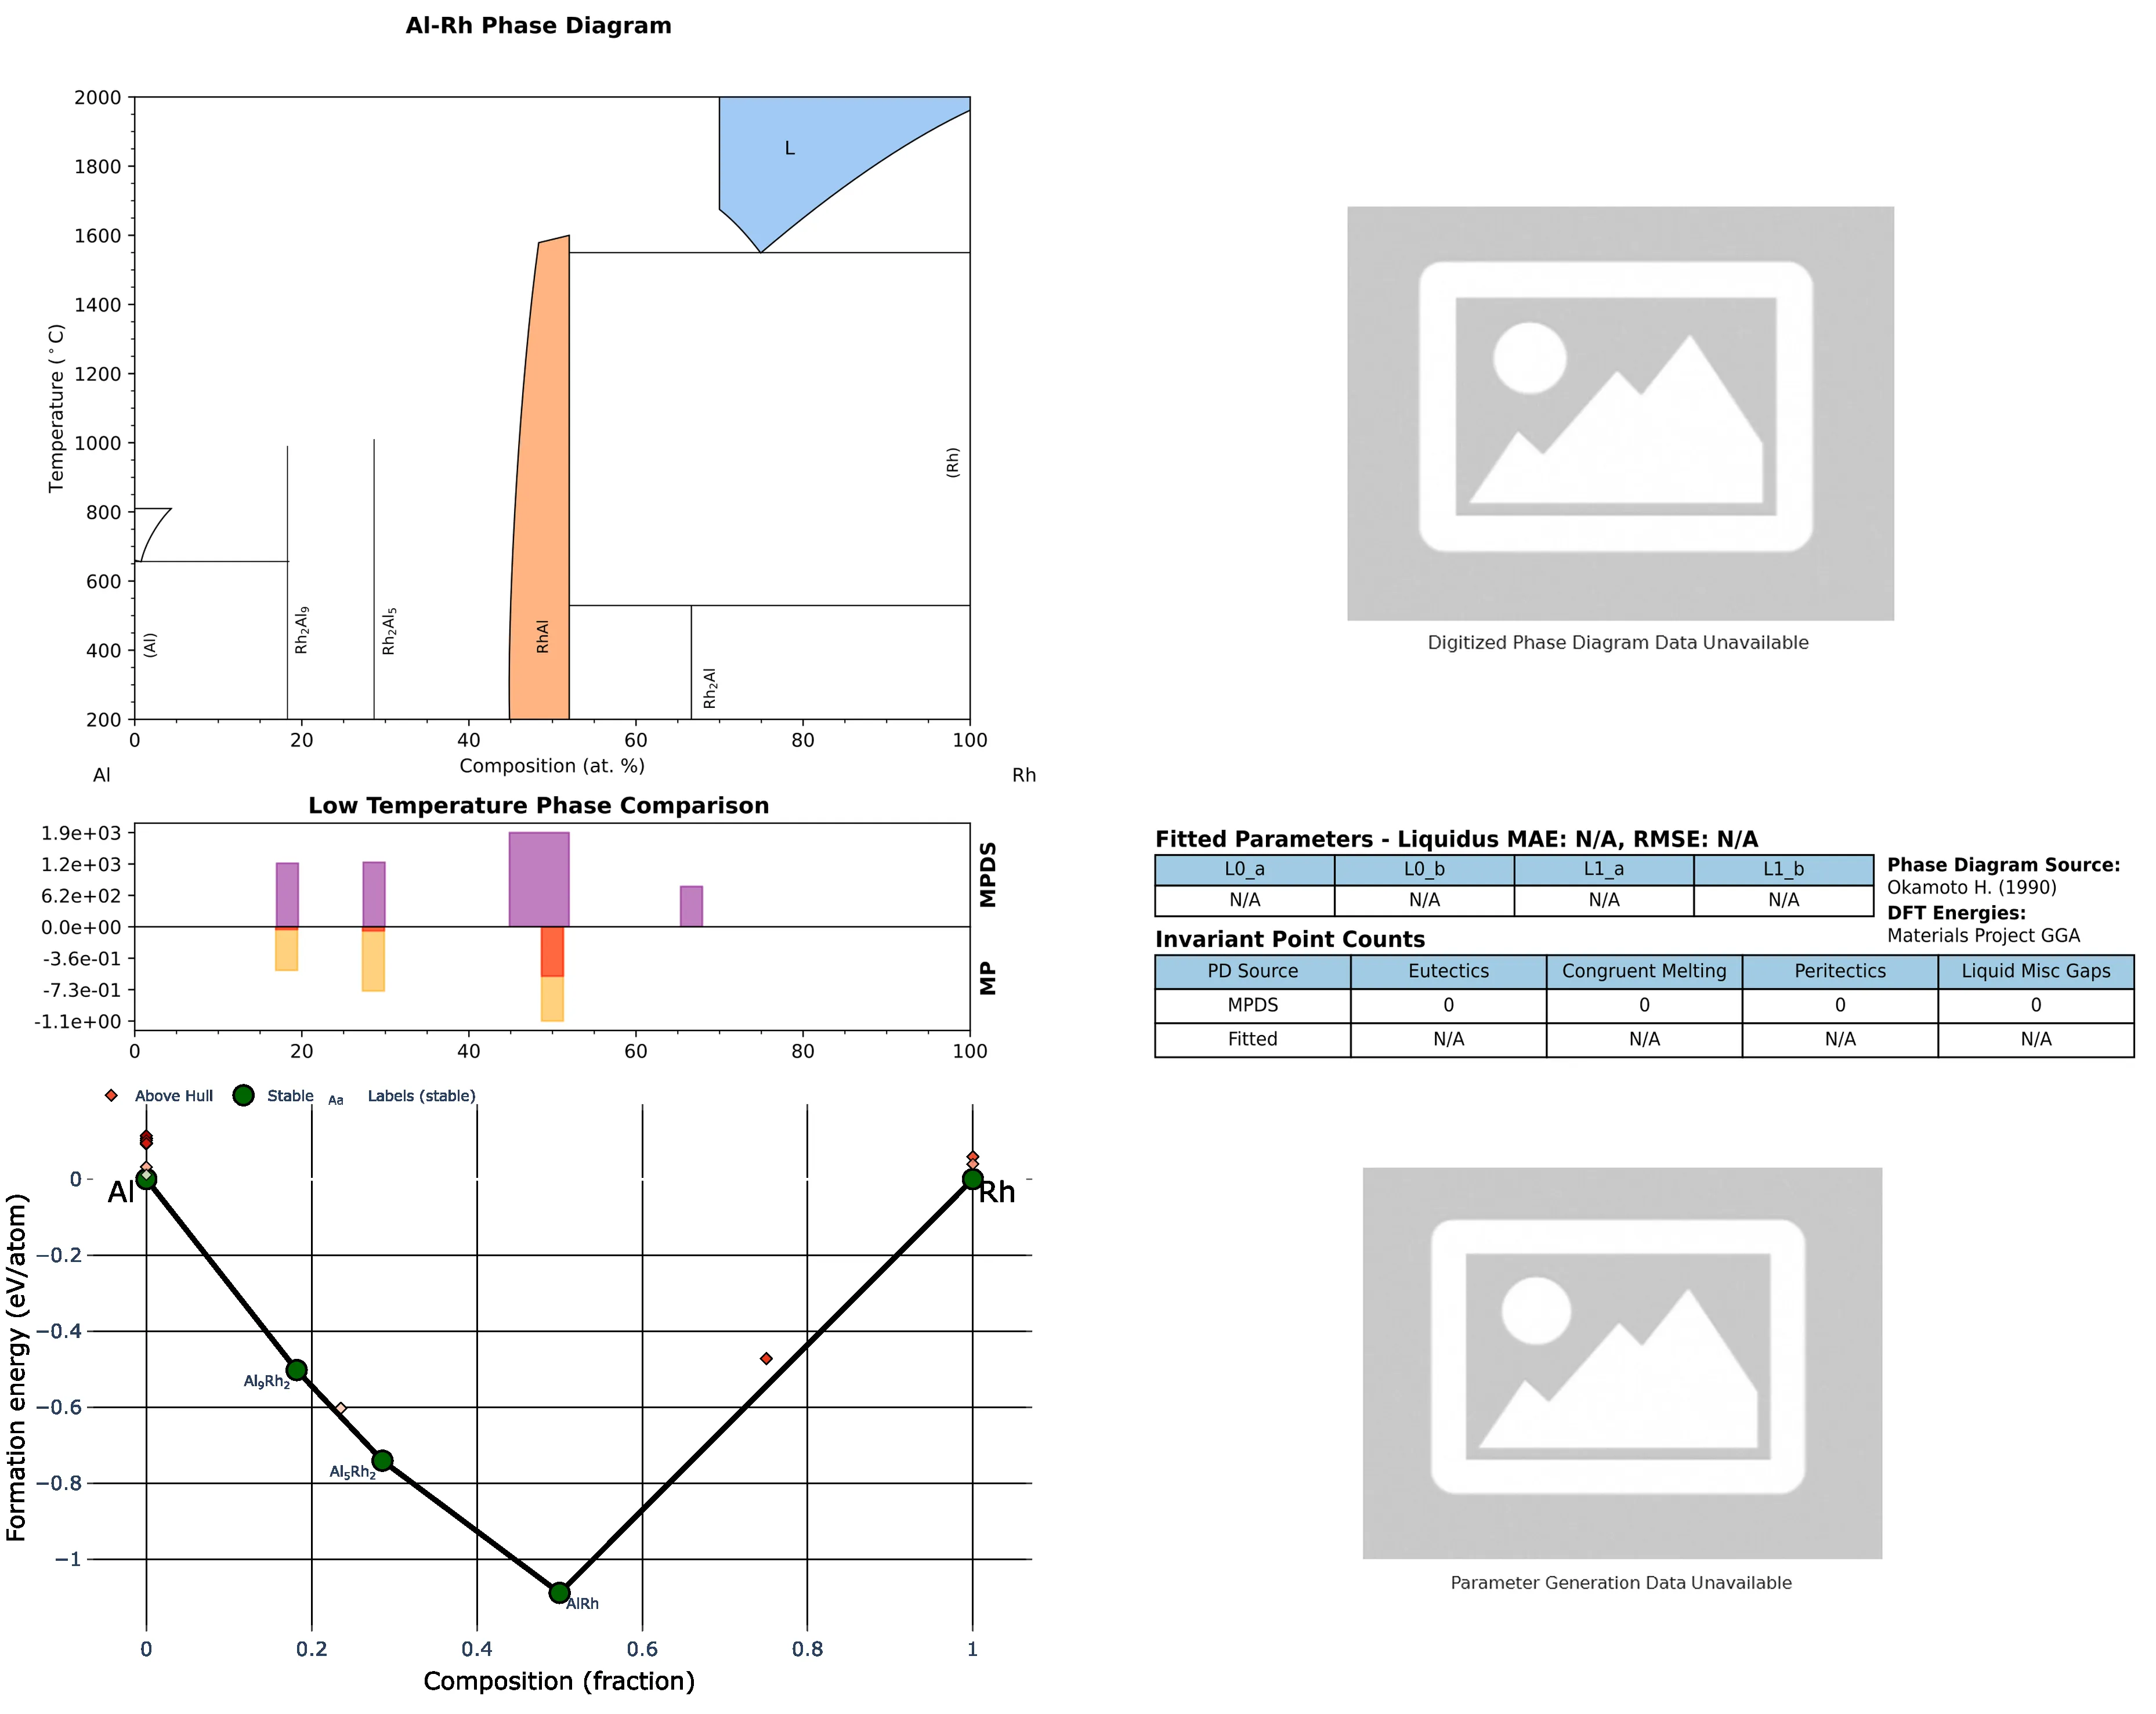 Al-Rh Phase Diagram
2000
1800
1600
1400
1200
1000
800
600
400
200
Temperature (°C)
L
(Al)
Rh₂Al₉
Rh₂Al₅
RhAl
Rh₂Al
(Rh)
0 20 40 60 80 100
Composition (at. %)
Al Rh
Digitized Phase Diagram Data Unavailable
Low Temperature Phase Comparison
1.9e+03
1.2e+03
6.2e+02
0.0e+00
-3.6e-01
-7.3e-01
-1.1e+00
MPDS
MP
0 20 40 60 80 100
Fitted Parameters - Liquidus MAE: N/A, RMSE: N/A
L0_a L0_b L1_a L1_b
N/A N/A N/A N/A
Phase Diagram Source:
Okamoto H. (1990)
DFT Energies:
Materials Project GGA
Invariant Point Counts
PD Source Eutectics Congruent Melting Peritectics Liquid Misc Gaps
MPDS 0 0 0 0
Fitted N/A N/A N/A N/A
Above Hull Stable Aa Labels (stable)
0
−0.2
−0.4
−0.6
−0.8
−1
Formation energy (eV/atom)
Al
Rh
Al₉Rh₂
Al₅Rh₂
AlRh
0 0.2 0.4 0.6 0.8 1
Composition (fraction)
Parameter Generation Data Unavailable